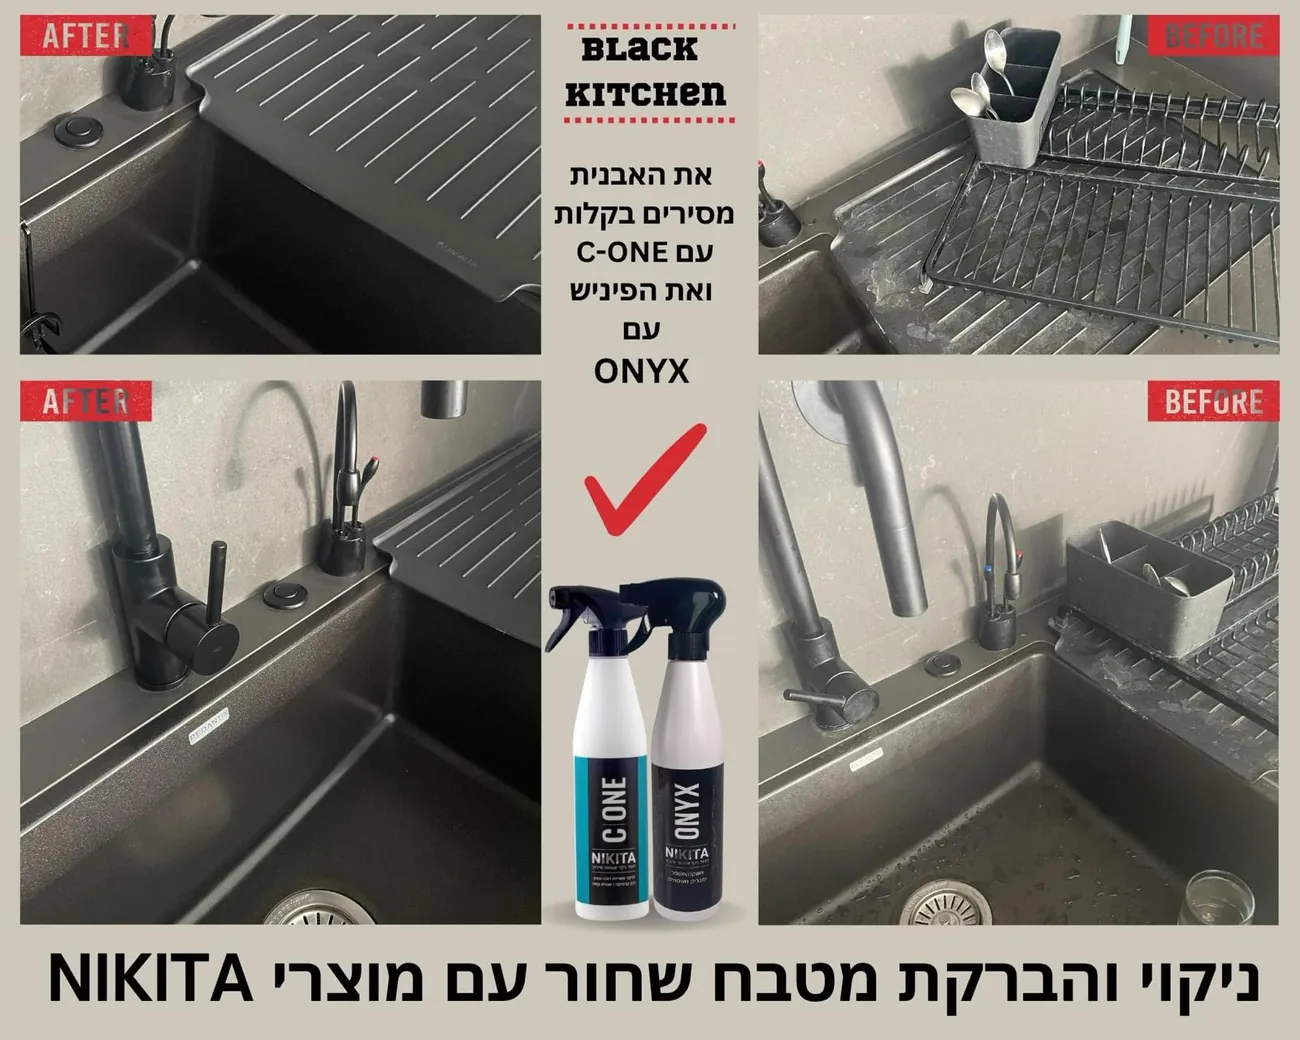 BEFORE
BLACK
KITCHEN
AFTER
את האבנית
מסירים בקלות
עם C-ONE
ואת הפיניש
עם
ONYX
BEFORE
AFTER
C|ONE
NIKITA
ONYX
NIKITA
ניקוי והברקת מטבח שחור עם מוצרי NIKITA